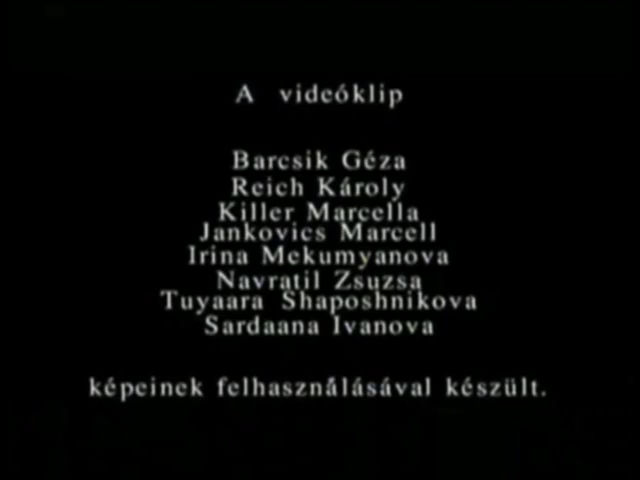 A videóklip
Barcsik Géza
Reich Károly
Killer Marcella
Jankovics Marcell
Irina Mekumyanova
Navratil Zsuzsa
Tuyaara Shaposhnikova
Sardaana Ivanova
képeinek felhasználásával készült.